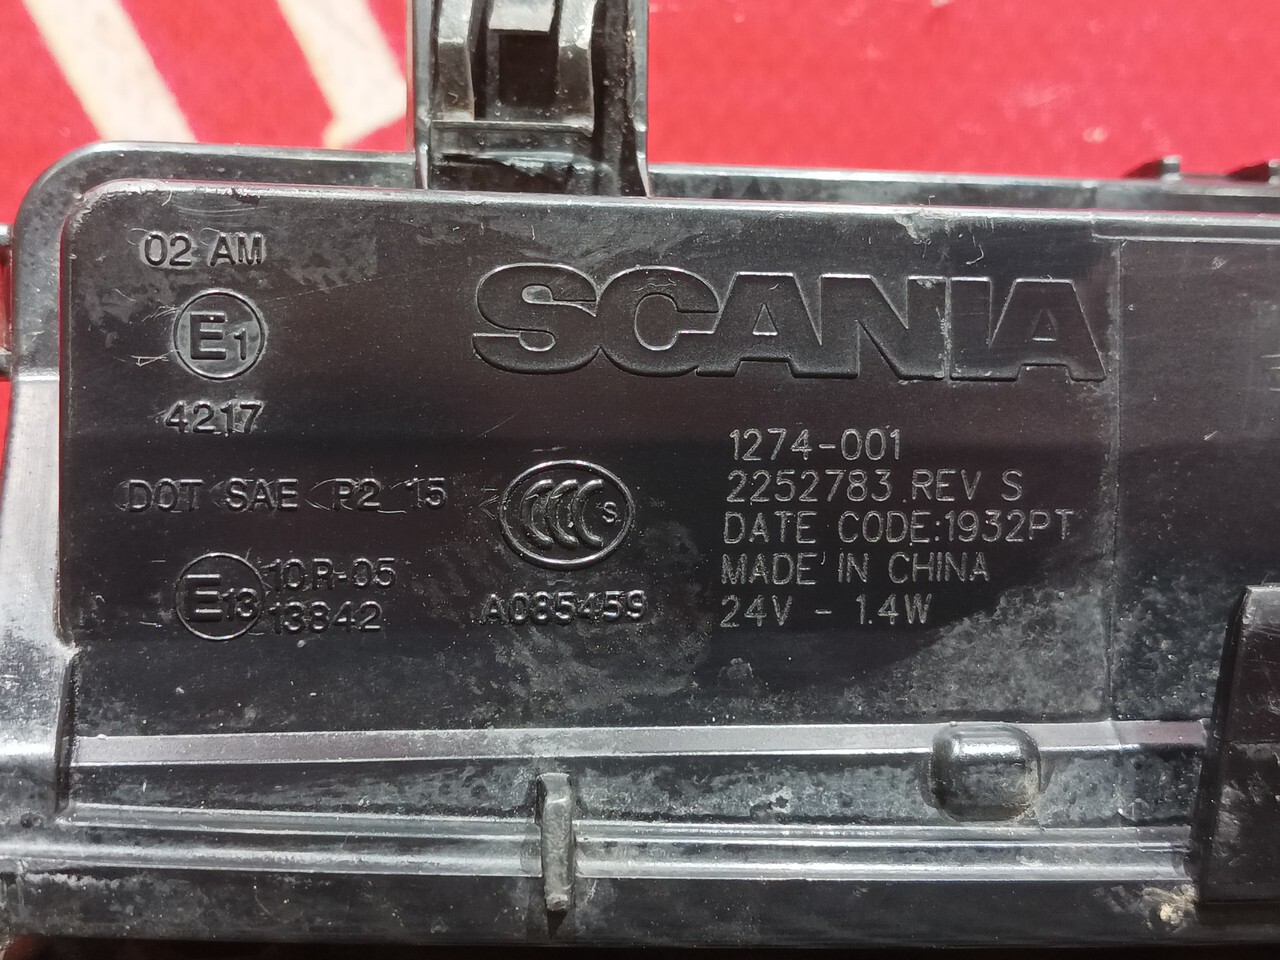 02 AM
E1
4217
DOT SAE P2 15
E13 10R-05
13842
CCC S
A085459
SCANIA
1274-001
2252783 REV S
DATE CODE:1932PT
MADE IN CHINA
24V - 1.4W